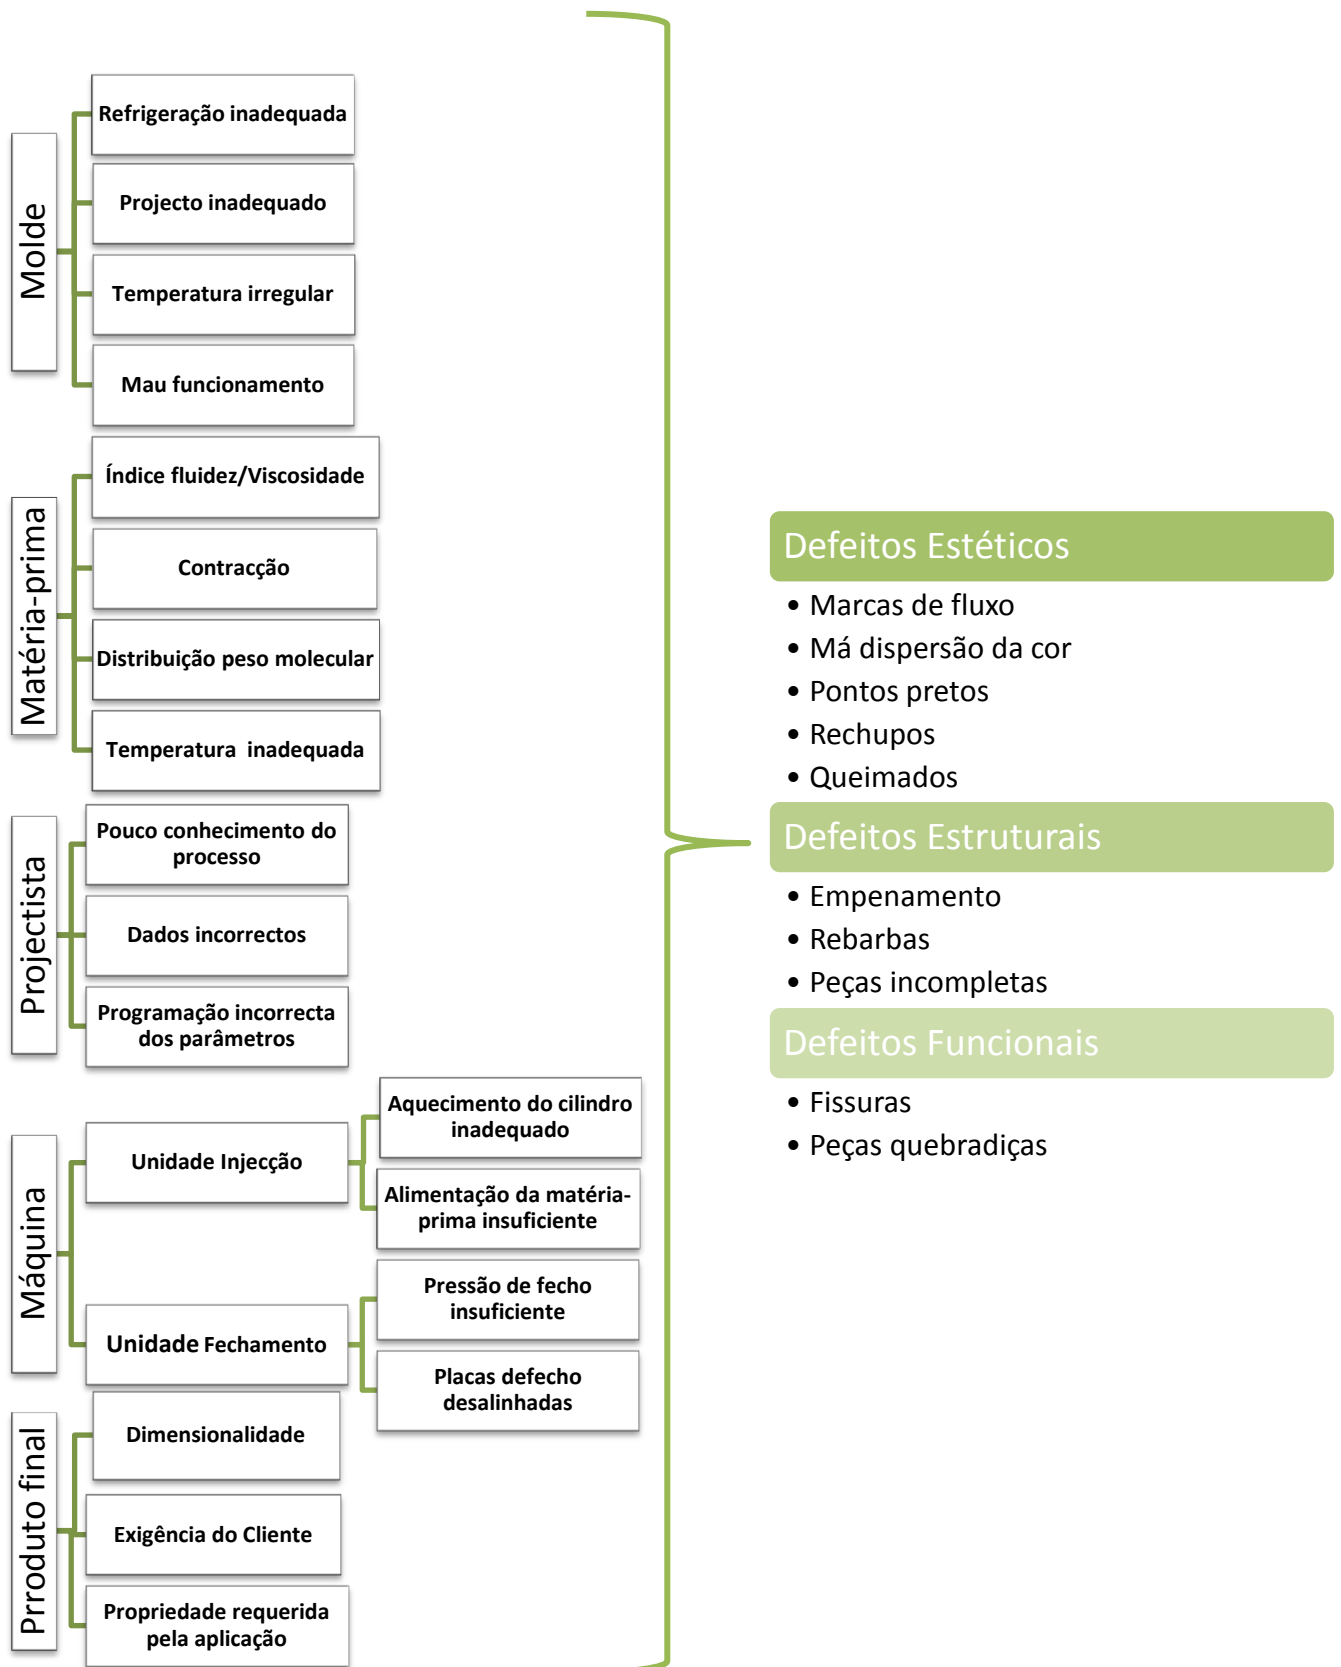 Molde
Refrigeração inadequada
Projecto inadequado
Temperatura irregular
Mau funcionamento
Matéria-prima
Índice fluidez/Viscosidade
Contracção
Distribuição peso molecular
Temperatura inadequada
Projectista
Pouco conhecimento do
processo
Dados incorrectos
Programação incorrecta
dos parâmetros
Máquina
Unidade Injecção
Aquecimento do cilindro
inadequado
Alimentação da matéria-
prima insuficiente
Unidade Fechamento
Pressão de fecho
insuficiente
Placas defecho
desalinhadas
Prroduto final
Dimensionalidade
Exigência do Cliente
Propriedade requerida
pela aplicação
Defeitos Estéticos
• Marcas de fluxo
• Má dispersão da cor
• Pontos pretos
• Rechupos
• Queimados
Defeitos Estruturais
• Empenamento
• Rebarbas
• Peças incompletas
Defeitos Funcionais
• Fissuras
• Peças quebradiças